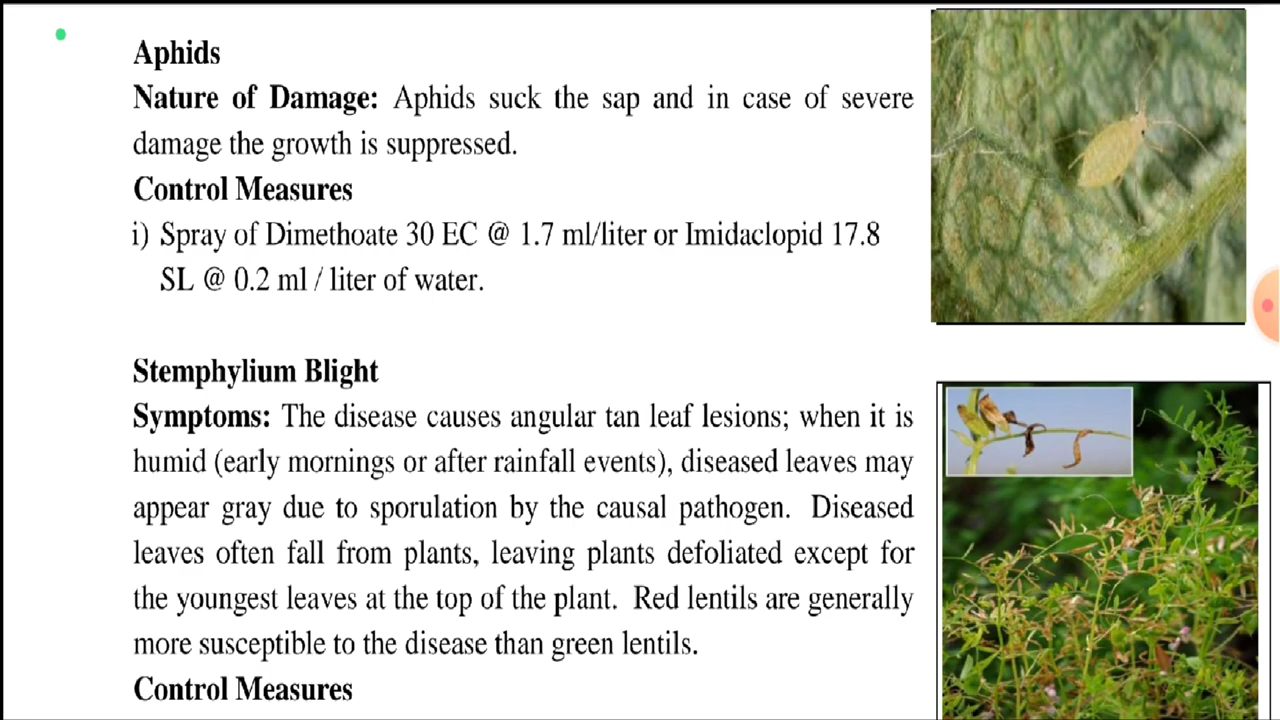 Aphids
Nature of Damage: Aphids suck the sap and in case of severe
damage the growth is suppressed.
Control Measures
i) Spray of Dimethoate 30 EC @ 1.7 ml/liter or Imidaclopid 17.8
SL @ 0.2 ml / liter of water.
Stemphylium Blight
Symptoms: The disease causes angular tan leaf lesions; when it is
humid (early mornings or after rainfall events), diseased leaves may
appear gray due to sporulation by the causal pathogen. Diseased
leaves often fall from plants, leaving plants defoliated except for
the youngest leaves at the top of the plant. Red lentils are generally
more susceptible to the disease than green lentils.
Control Measures